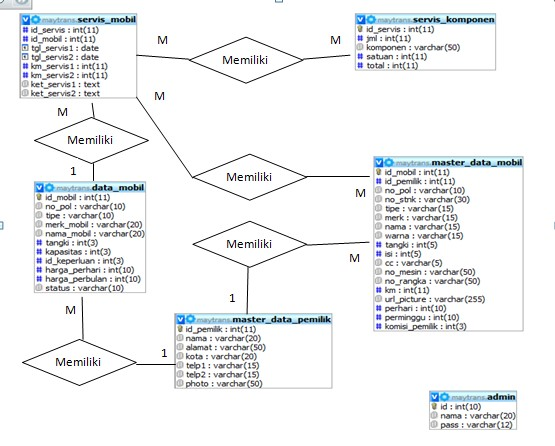 maytrans.servis_mobil
id_servis : int(11)
id_mobil : int(11)
tgl_servis1 : date
tgl_servis2 : date
km_servis1 : int(11)
km_servis2 : int(11)
ket_servis1 : text
ket_servis2 : text
M
Memiliki
M
maytrans.servis_komponen
id_servis : int(11)
jml : int(11)
komponen : varchar(50)
satuan : int(11)
total : int(11)
M
M
Memiliki
1
Memiliki
M
maytrans.data_mobil
id_mobil : int(11)
no_pol : varchar(10)
tipe : varchar(10)
merk_mobil : varchar(20)
nama_mobil : varchar(20)
tangki : int(3)
kapasitas : int(3)
id_keperluan : int(3)
harga_perhari : int(10)
harga_perbulan : int(10)
status : varchar(10)
maytrans.master_data_mobil
id_mobil : int(11)
id_pemilik : int(11)
no_pol : varchar(10)
no_stnk : varchar(30)
tipe : varchar(15)
merk : varchar(15)
nama : varchar(15)
warna : varchar(15)
tangki : int(5)
isi : int(5)
cc : varchar(5)
no_mesin : varchar(50)
no_rangka : varchar(50)
km : int(11)
url_picture : varchar(255)
perhari : int(10)
perminggu : int(10)
komisi_pemilik : int(3)
Memiliki
M
1
M
Memiliki
1
maytrans.master_data_pemilik
id_pemilik : int(11)
nama : varchar(20)
alamat : varchar(50)
kota : varchar(20)
telp1 : varchar(15)
telp2 : varchar(15)
photo : varchar(50)
maytrans.admin
id : int(10)
nama : varchar(20)
pass : varchar(12)